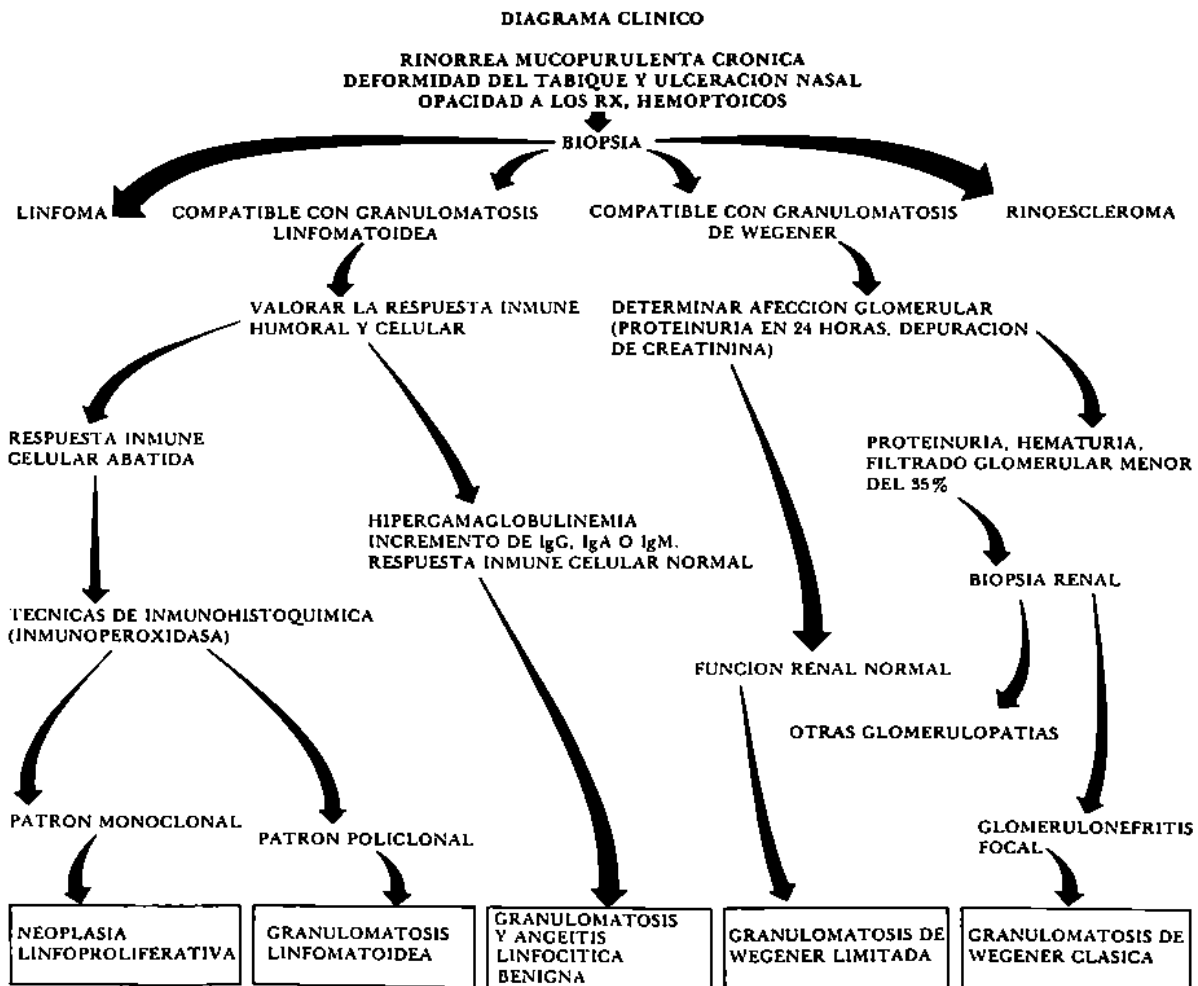 DIAGRAMA CLINICO
RINORREA MUCOPURULENTA CRONICA
DEFORMIDAD DEL TABIQUE Y ULCERACION NASAL
OPACIDAD A LOS RX, HEMOPTOICOS
BIOPSIA
LINFOMA
COMPATIBLE CON GRANULOMATOSIS
LINFOMATOIDEA
COMPATIBLE CON GRANULOMATOSIS
DE WEGENER
RINOESCLEROMA
VALORAR LA RESPUESTA INMUNE
HUMORAL Y CELULAR
DETERMINAR AFECCION GLOMERULAR
(PROTEINURIA EN 24 HORAS, DEPURACION
DE CREATININA)
RESPUESTA INMUNE
CELULAR ABATIDA
PROTEINURIA, HEMATURIA,
FILTRADO GLOMERULAR MENOR
DEL 35%
HIPERGAMAGLOBULINEMIA
INCREMENTO DE IgG, IgA O IgM.
RESPUESTA INMUNE CELULAR NORMAL
BIOPSIA RENAL
TECNICAS DE INMUNOHISTOQUIMICA
(INMUNOPEROXIDASA)
FUNCION RENAL NORMAL
OTRAS GLOMERULOPATIAS
PATRON MONOCLONAL
PATRON POLICLONAL
GLOMERULONEFRITIS
FOCAL
NEOPLASIA
LINFOPROLIFERATIVA
GRANULOMATOSIS
LINFOMATOIDEA
GRANULOMATOSIS
Y ANGEITIS
LINFOCITICA
BENIGNA
GRANULOMATOSIS DE
WEGENER LIMITADA
GRANULOMATOSIS DE
WEGENER CLASICA